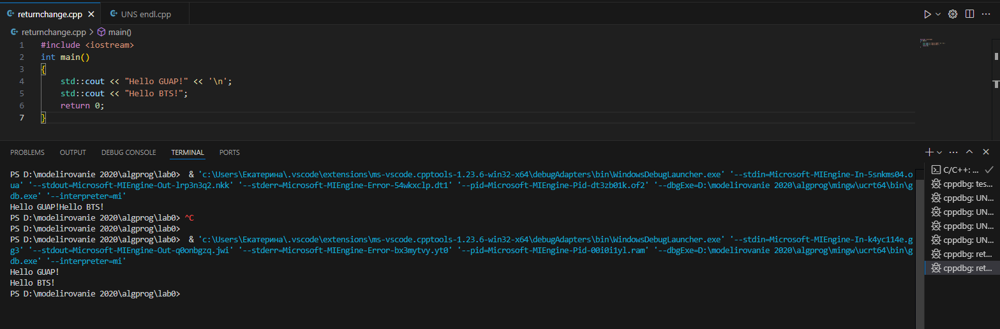 returnchange.cpp
UNS endl.cpp
returnchange.cpp > main()
1 #include <iostream>
2 int main()
3 {
4 std::cout << "Hello GUAP!" << '\n';
5 std::cout << "Hello BTS!";
6 return 0;
7 }
PROBLEMS OUTPUT DEBUG CONSOLE TERMINAL PORTS
PS D:\modelirovanie 2020\algprog\lab0>  & 'c:\Users\Екатерина\.vscode\extensions\ms-vscode.cpptools-1.23.6-win32-x64\debugAdapters\bin\WindowsDebugLauncher.exe' '--stdin=Microsoft-MIEngine-In-5snkms04.o
ua' '--stdout=Microsoft-MIEngine-Out-lrp3n3q2.nkk' '--stderr=Microsoft-MIEngine-Error-54wkxclp.dt1' '--pid=Microsoft-MIEngine-Pid-dt3zb01k.of2' '--dbgExe=D:\modelirovanie 2020\algprog\mingw\ucrt64\bin\g
db.exe' '--interpreter=mi'
Hello GUAP!Hello BTS!
PS D:\modelirovanie 2020\algprog\lab0> ^C
PS D:\modelirovanie 2020\algprog\lab0>
PS D:\modelirovanie 2020\algprog\lab0>  & 'c:\Users\Екатерина\.vscode\extensions\ms-vscode.cpptools-1.23.6-win32-x64\debugAdapters\bin\WindowsDebugLauncher.exe' '--stdin=Microsoft-MIEngine-In-k4yc114e.g
g3' '--stdout=Microsoft-MIEngine-Out-q0onbgzq.jwi' '--stderr=Microsoft-MIEngine-Error-bx3mytvy.yt0' '--pid=Microsoft-MIEngine-Pid-00i0i1yl.ram' '--dbgExe=D:\modelirovanie 2020\algprog\mingw\ucrt64\bin\g
db.exe' '--interpreter=mi'
Hello GUAP!
Hello BTS!
PS D:\modelirovanie 2020\algprog\lab0>
C/C++: ...
cppdbg: tes...
cppdbg: UN...
cppdbg: UN...
cppdbg: UN...
cppdbg: UN...
cppdbg: ret...
cppdbg: ret...